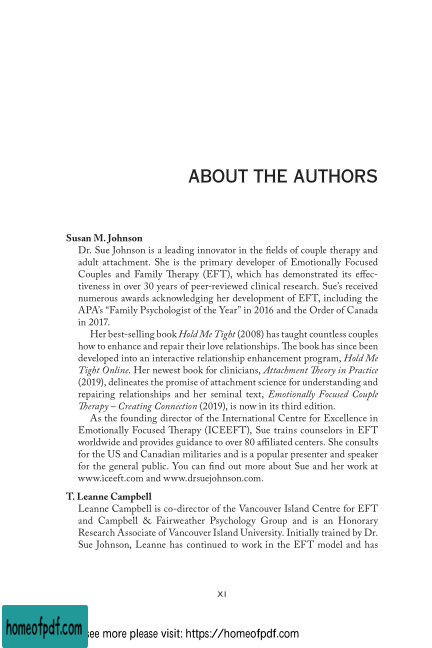 ABOUT THE AUTHORS
Susan M. Johnson
Dr. Sue Johnson is a leading innovator in the fields of couple therapy and
adult attachment. She is the primary developer of Emotionally Focused
Couples and Family Therapy (EFT), which has demonstrated its effec-
tiveness in over 30 years of peer-reviewed clinical research. Sue's received
numerous awards acknowledging her development of EFT, including the
APA's "Family Psychologist of the Year" in 2016 and the Order of Canada
in 2017.
Her best-selling book Hold Me Tight (2008) has taught countless couples
how to enhance and repair their love relationships. The book has since been
developed into an interactive relationship enhancement program, Hold Me
Tight Online. Her newest book for clinicians, Attachment Theory in Practice
(2019), delineates the promise of attachment science for understanding and
repairing relationships and her seminal text, Emotionally Focused Couple
Therapy – Creating Connection (2019), is now in its third edition.
As the founding director of the International Centre for Excellence in
Emotionally Focused Therapy (ICEEFT), Sue trains counselors in EFT
worldwide and provides guidance to over 80 affiliated centers. She consults
for the US and Canadian militaries and is a popular presenter and speaker
for the general public. You can find out more about Sue and her work at
www.iceeft.com and www.drsuejohnson.com.
T. Leanne Campbell
Leanne Campbell is co-director of the Vancouver Island Centre for EFT
and Campbell & Fairweather Psychology Group and is an Honorary
Research Associate of Vancouver Island University. Initially trained by Dr.
Sue Johnson, Leanne has continued to work in the EFT model and has
XI
homeofpdf.com
see more please visit: https://homeofpdf.com